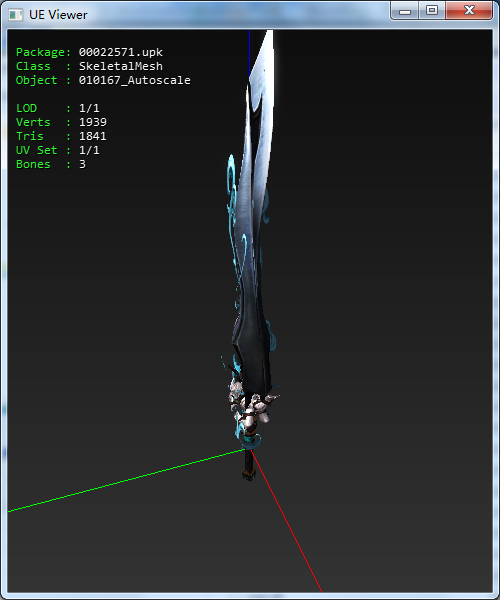 UE Viewer
Package: 00022571.upk
Class  : SkeletalMesh
Object : 010167_Autoscale
LOD    : 1/1
Verts  : 1939
Tris   : 1841
UV Set : 1/1
Bones  : 3